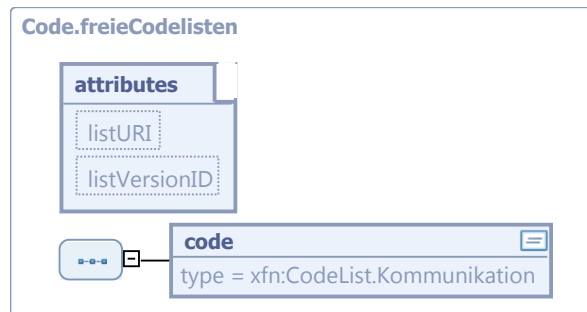 Code.freieCodelisten
attributes
listURI
listVersionID
code
type = xfn:CodeList.Kommunikation